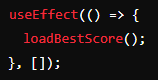 useEffect(() => {
  loadBestScore();
}, []);